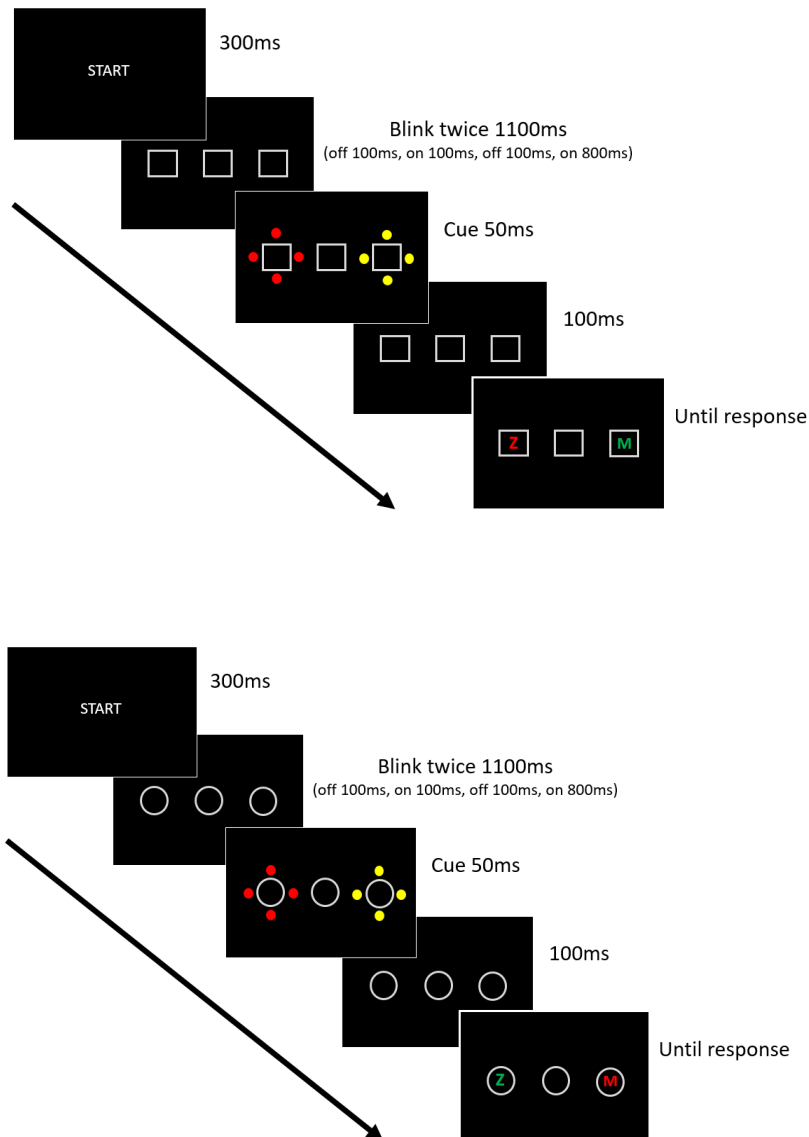 START
300ms
Blink twice 1100ms
(off 100ms, on 100ms, off 100ms, on 800ms)
Cue 50ms
100ms
Until response
Z M
START
300ms
Blink twice 1100ms
(off 100ms, on 100ms, off 100ms, on 800ms)
Cue 50ms
100ms
Until response
Z M